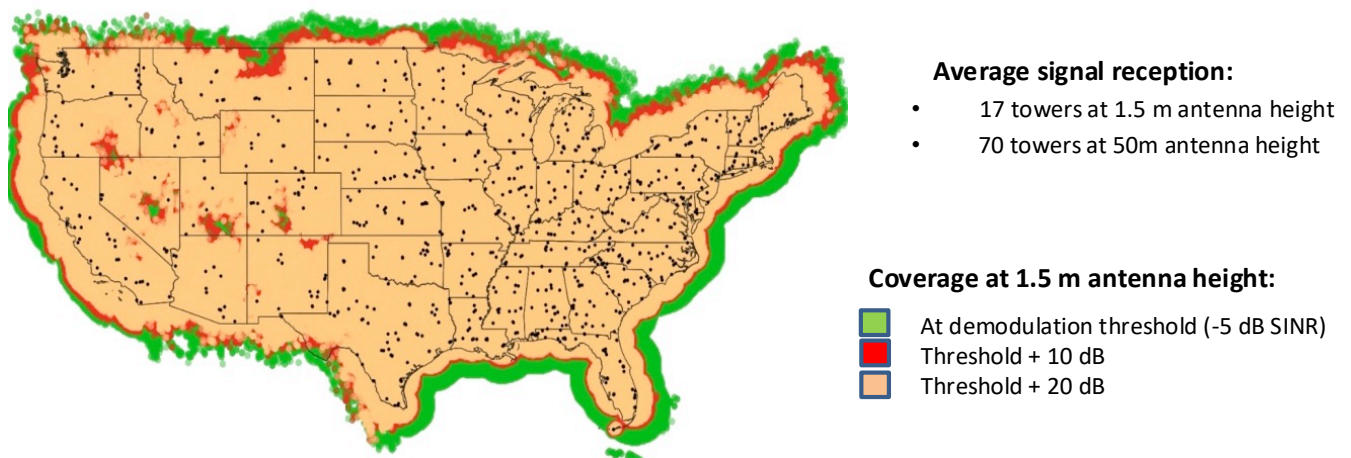 Average signal reception:
• 17 towers at 1.5 m antenna height
• 70 towers at 50m antenna height
Coverage at 1.5 m antenna height:
At demodulation threshold (-5 dB SINR)
Threshold + 10 dB
Threshold + 20 dB